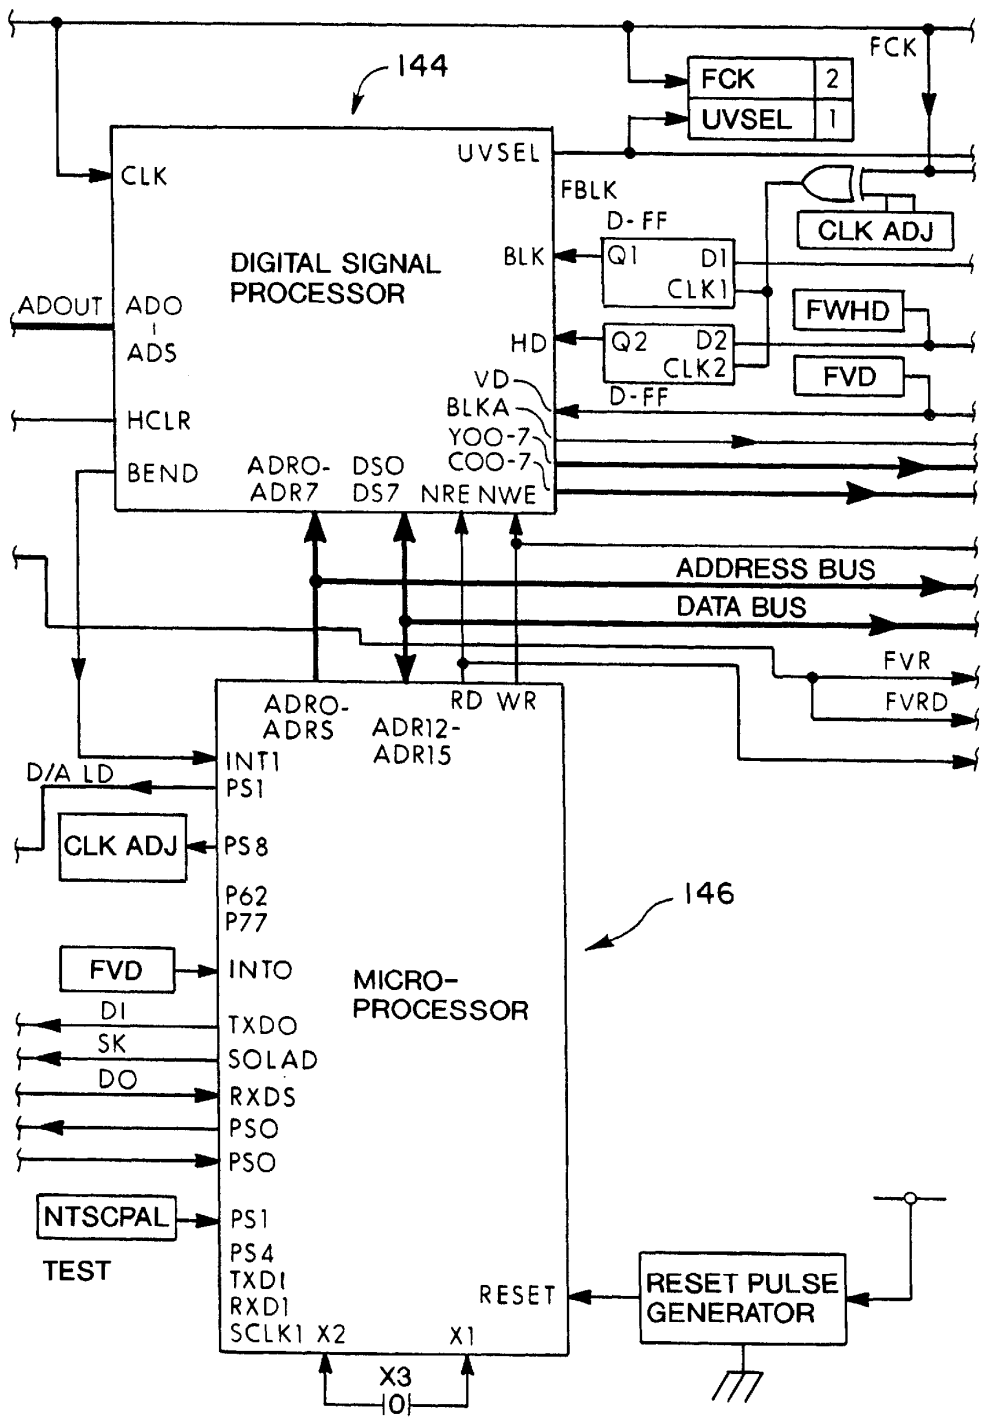 FCK
144
FCK 2
UVSEL 1
UVSEL
CLK
FBLK
CLK ADJ
D-FF
DIGITAL SIGNAL
PROCESSOR
BLK
Q1 D1
CLK1
ADOUT
ADO
ADS
FWHD
HD
Q2 D2
CLK2
FVD
VD
D-FF
BLKA
HCLR
YOO-7
COO-7
BEND
ADRO-
ADR7
DSO
DS7
NRE NWE
ADDRESS BUS
DATA BUS
FVR
FVRD
ADRO-
ADRS
ADR12-
ADR15
RD WR
INT1
D/A LD
PS1
CLK ADJ
PS8
146
P62
P77
FVD
INTO
MICRO-
PROCESSOR
DI
TXDO
SK
SOLAD
DO
RXDS
PSO
PSO
NTSCPAL
PS1
TEST
PS4
TXD1
RXD1
SCLK1 X2 X1
RESET
RESET PULSE
GENERATOR
X3